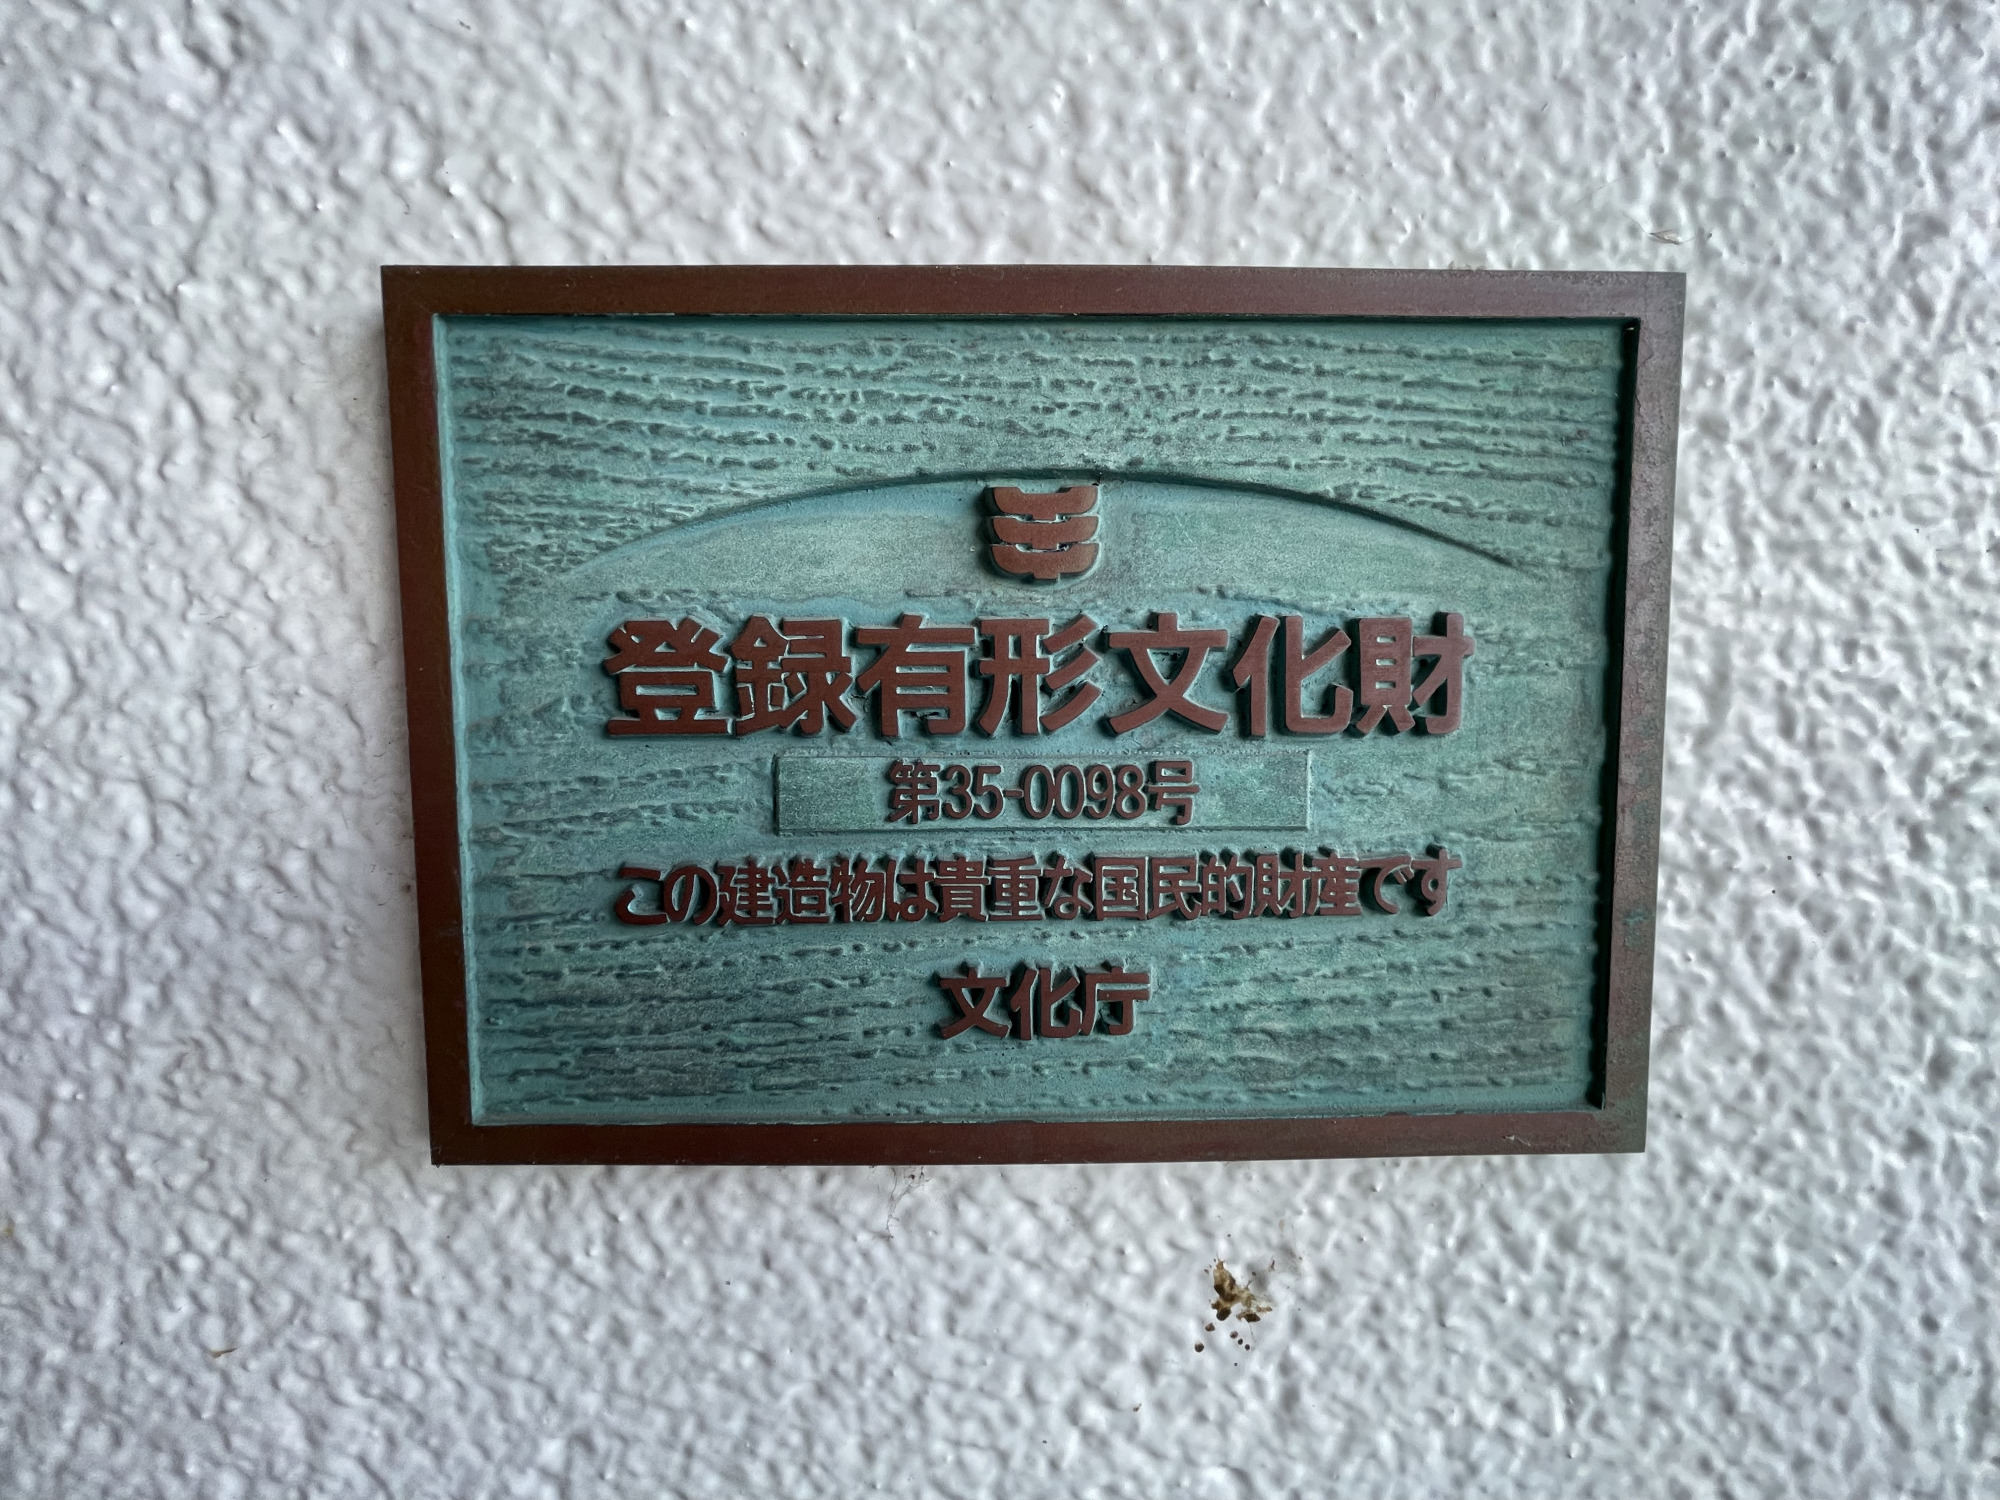 登録有形文化財
第35-0098号
この建造物は貴重な国民的財産です
文化庁